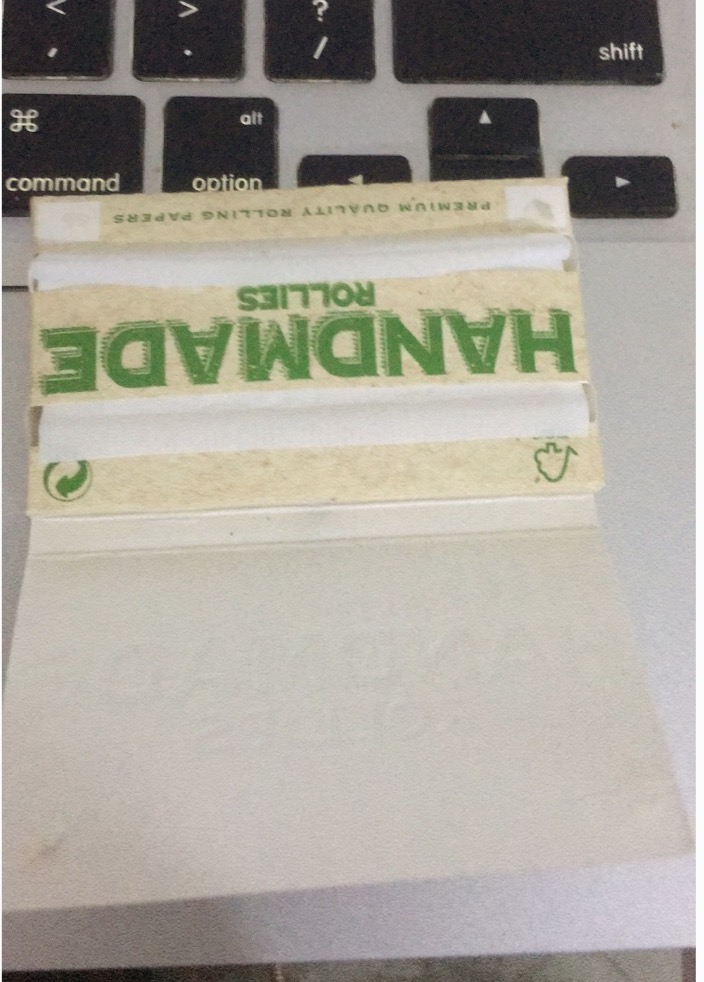 <
,
>
.
?
/
shift
⌘
command
alt
option
▲
◀
▶
PREMIUM QUALITY ROLLING PAPERS
ROLLIES
HANDMADE